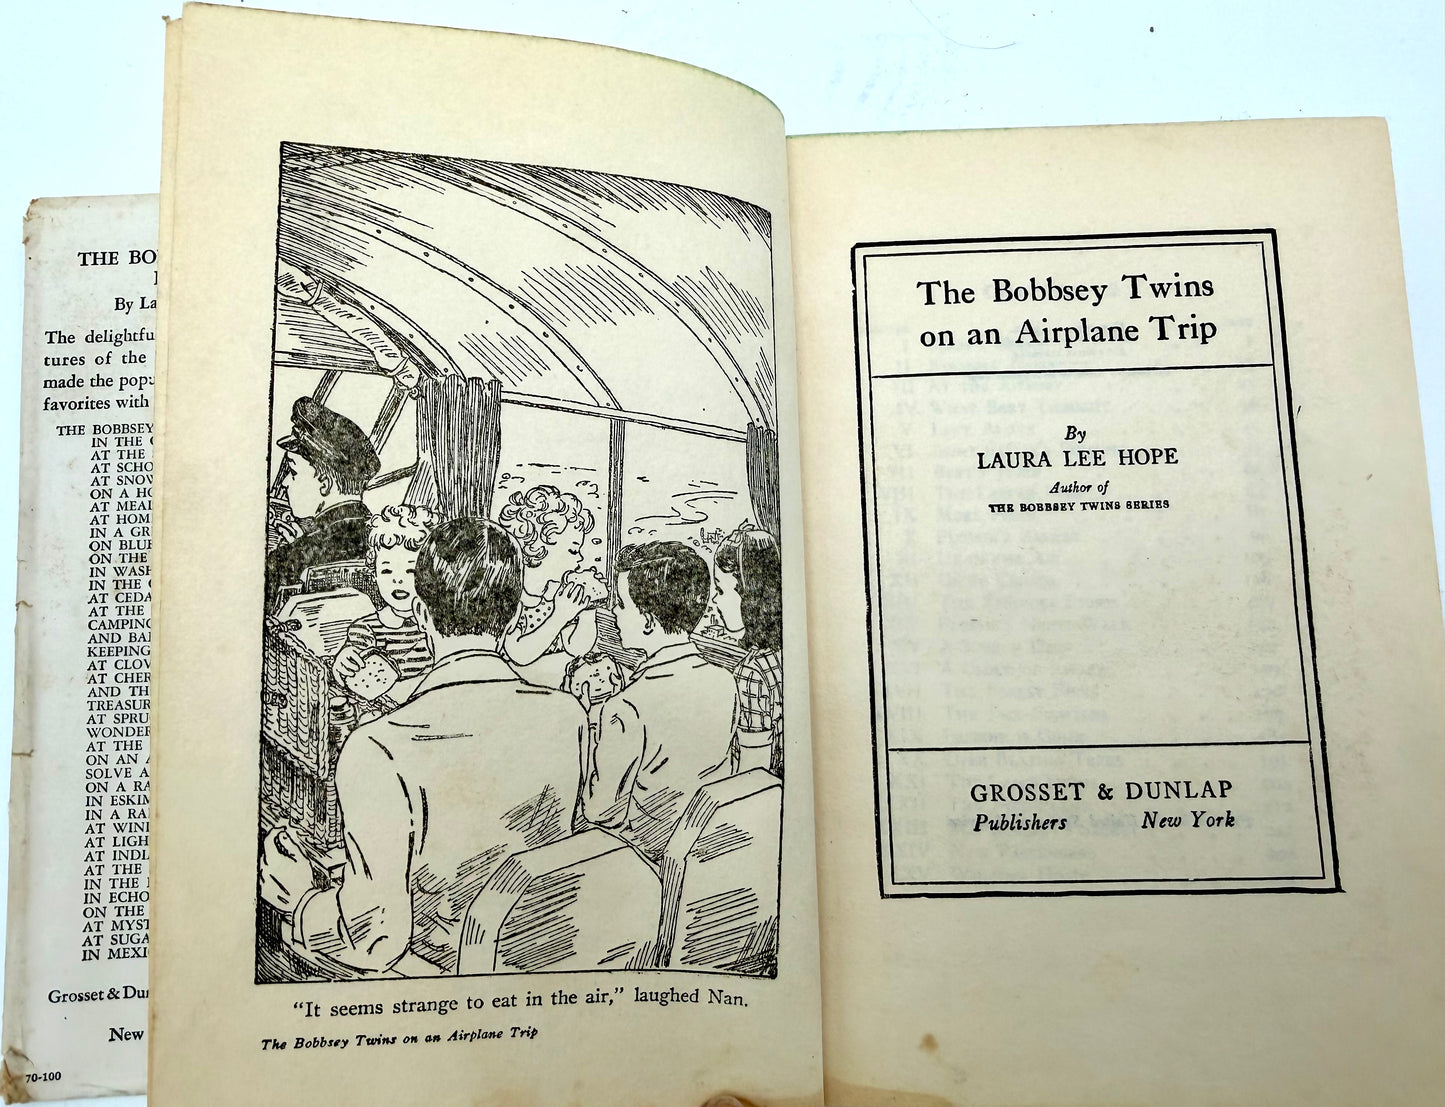 THE BO
By La
The delightfu
tures of the
made the popu
favorites with
THE BOBBSEY
IN THE
AT THE
AT SCHO
AT SNOW
ON A HO
AT MEAD
AT HOM
IN A GR
ON BLUE
ON THE
IN WASH
IN THE
AT CEDA
AT THE
CAMPING
AND BA
KEEPING
AT CLOV
AT CHER
AND TH
TREASUR
AT SPRU
WONDER
AT THE
ON AN A
SOLVE A
ON A RA
IN ESKIM
IN A RA
AT WIN
AT LIGH
AT INDI
AT THE
IN THE
IN ECHO
ON THE
AT MYST
AT SUGA
IN MEXI
Grosset & Dun
New
70-100
"It seems strange to eat in the air," laughed Nan.
The Bobbsey Twins on an Airplane Trip
The Bobbsey Twins
on an Airplane Trip
By
LAURA LEE HOPE
Author of
THE BOBBSEY TWINS SERIES
GROSSET & DUNLAP
Publishers New York